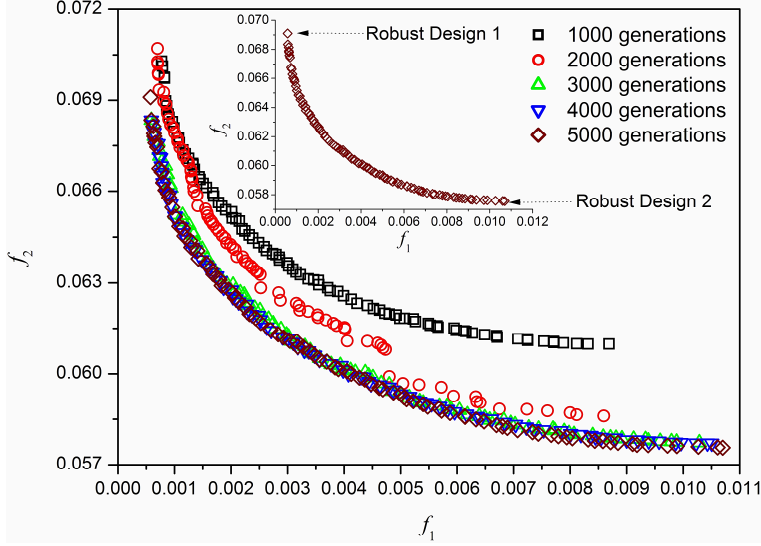 0.072
0.069
0.066
0.063
0.060
0.057
f2
0.000 0.001 0.002 0.003 0.004 0.005 0.006 0.007 0.008 0.009 0.010 0.011
f1
1000 generations
2000 generations
3000 generations
4000 generations
5000 generations
0.070
0.068
0.066
0.064
0.062
0.060
0.058
f2
0.000 0.002 0.004 0.006 0.008 0.010 0.012
f1
Robust Design 1
Robust Design 2